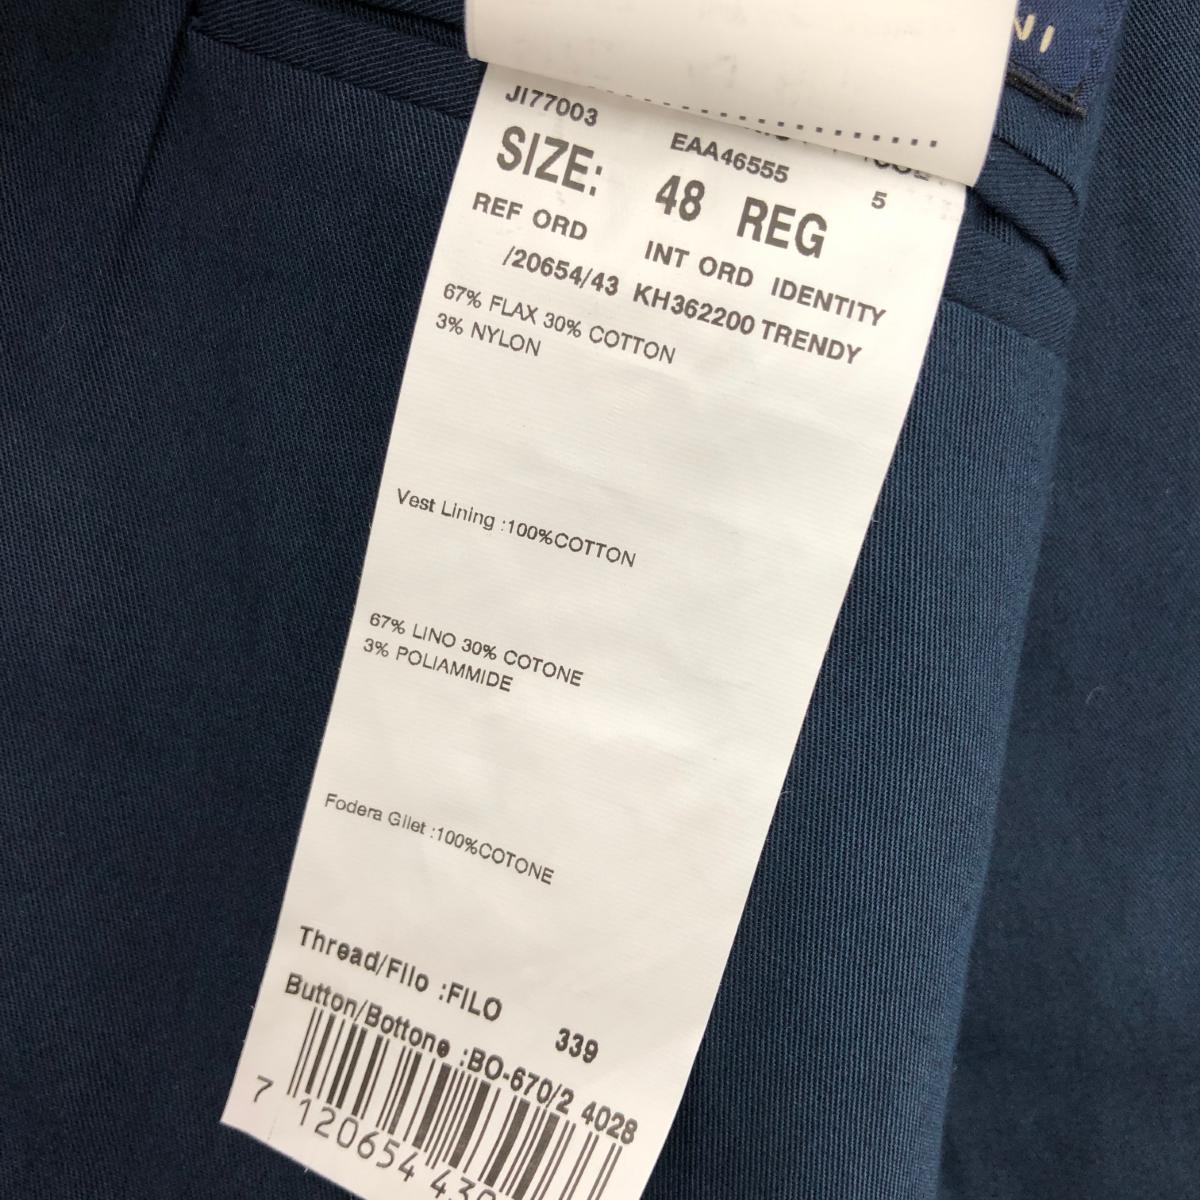 NI
JI77003 EAA46555 5
SIZE: 48 REG
REF ORD INT ORD IDENTITY
/20654/43 KH362200 TRENDY
67% FLAX 30% COTTON
3% NYLON
Vest Lining :100%COTTON
67% LINO 30% COTONE
3% POLIAMMIDE
Fodera Gilet :100%COTONE
Thread/Filo :FILO 339
Button/Bottone :BO-670/2 4028
7 120654 430